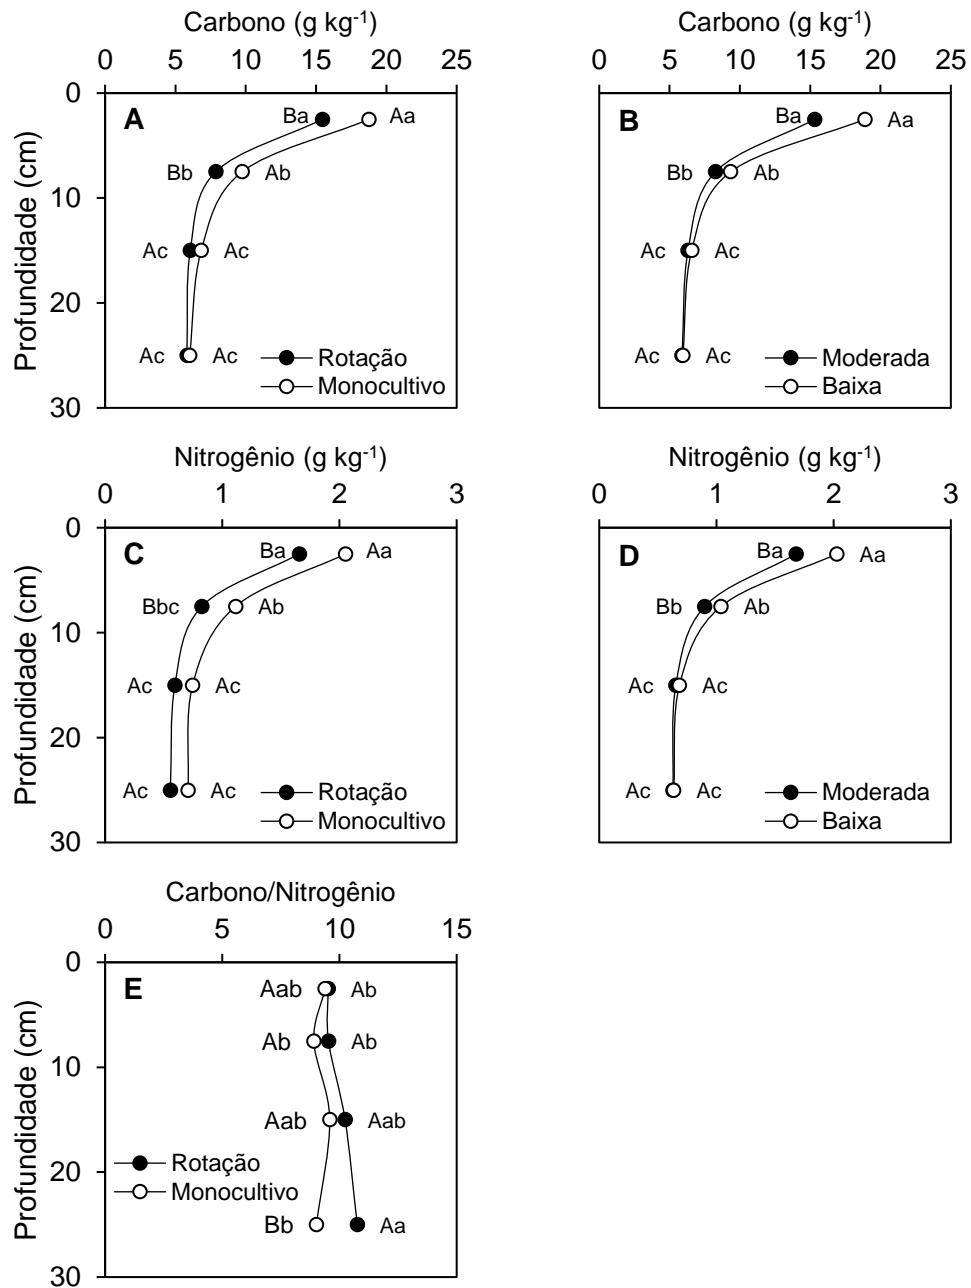 Carbono (g kg-1)
0 5 10 15 20 25
Profundidade (cm)
0
10
20
30
A
Ba Aa
Bb Ab
Ac Ac
Ac Ac
Rotação
Monocultivo
Carbono (g kg-1)
0 5 10 15 20 25
B
Ba Aa
Bb Ab
Ac Ac
Ac Ac
Moderada
Baixa
Nitrogênio (g kg-1)
0 1 2 3
Profundidade (cm)
0
10
20
30
C
Ba Aa
Bbc Ab
Ac Ac
Ac Ac
Rotação
Monocultivo
Nitrogênio (g kg-1)
0 1 2 3
D
Ba Aa
Bb Ab
Ac Ac
Ac Ac
Moderada
Baixa
Carbono/Nitrogênio
0 5 10 15
Profundidade (cm)
0
10
20
30
E
Aab Ab
Ab Ab
Aab Aab
Rotação
Monocultivo
Bb Aa